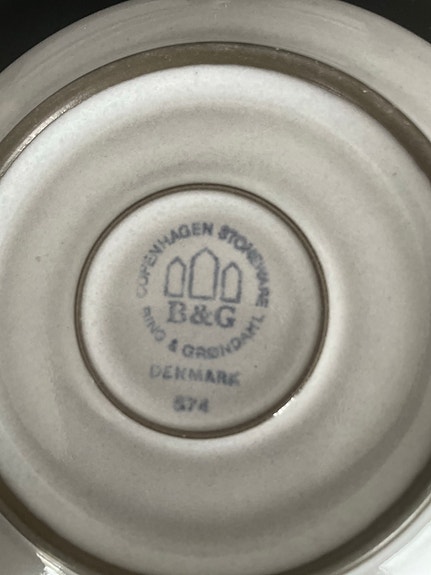 COPENHAGEN STONEWARE
B&G
BING & GRØNDAHL
DENMARK
574